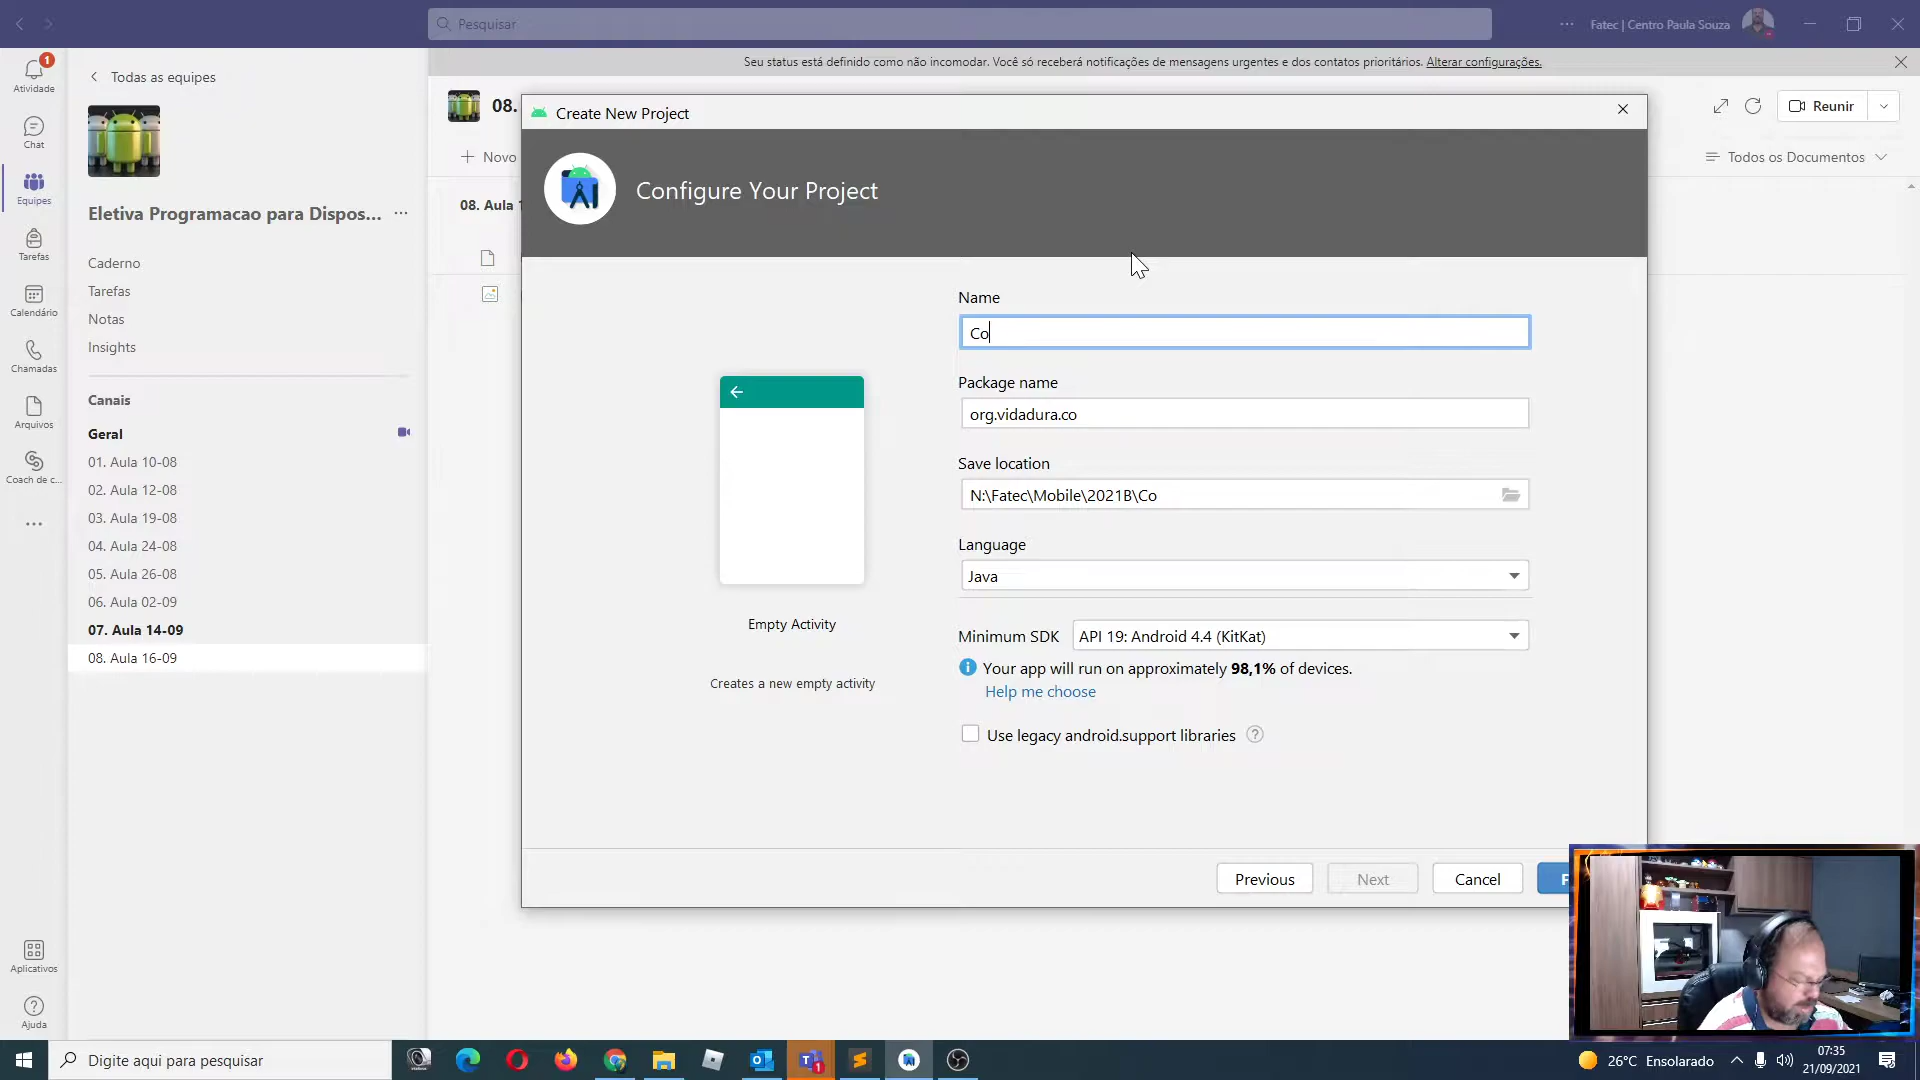 Pesquisar
Fatec | Centro Paula Souza
Seu status está definido como não incomodar. Você só receberá notificações de mensagens urgentes e dos contatos prioritários. Alterar configurações.
1
Atividade
Chat
Equipes
Tarefas
Calendário
Chamadas
Arquivos
Coach de c...
Aplicativos
Ajuda
Todas as equipes
Eletiva Programacao para Dispos...
Caderno
Tarefas
Notas
Insights
Canais
Geral
01. Aula 10-08
02. Aula 12-08
03. Aula 19-08
04. Aula 24-08
05. Aula 26-08
06. Aula 02-09
07. Aula 14-09
08. Aula 16-09
08.
Reunir
Novo
Todos os Documentos
08. Aula 1
Create New Project
Configure Your Project
Name
Co
Package name
org.vidadura.co
Save location
N:\Fatec\Mobile\2021B\Co
Language
Java
Minimum SDK
API 19: Android 4.4 (KitKat)
Your app will run on approximately 98,1% of devices.
Help me choose
Use legacy android.support libraries
?
Empty Activity
Creates a new empty activity
Previous
Next
Cancel
F
Digite aqui para pesquisar
1
26°C Ensolarado
07:35
21/09/2021